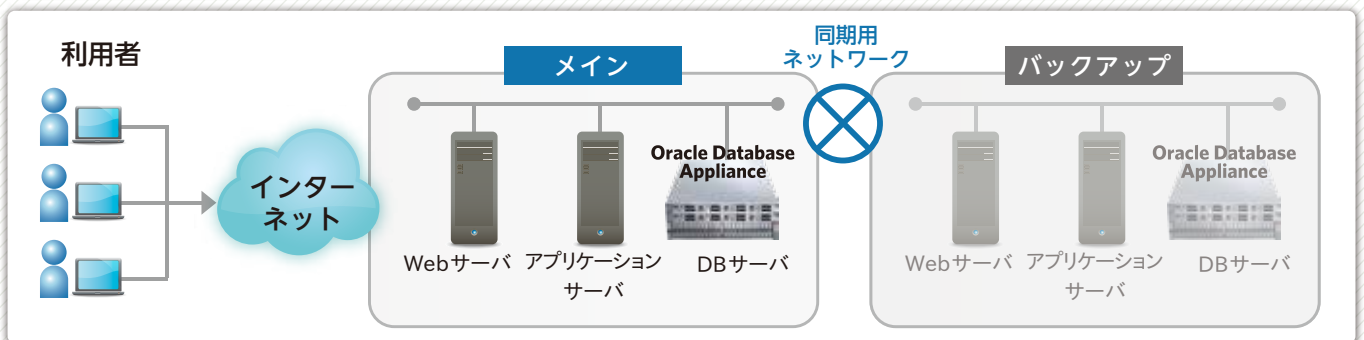 利用者
インター
ネット
メイン
Oracle Database
Appliance
Webサーバ
アプリケーション
サーバ
DBサーバ
同期用
ネットワーク
バックアップ
Oracle Database
Appliance
Webサーバ
アプリケーション
サーバ
DBサーバ